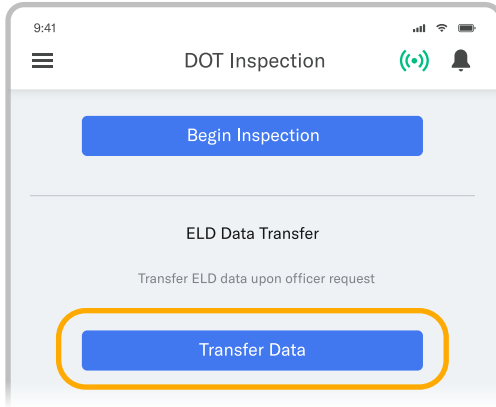 9:41
DOT Inspection
Begin Inspection
ELD Data Transfer
Transfer ELD data upon officer request
Transfer Data